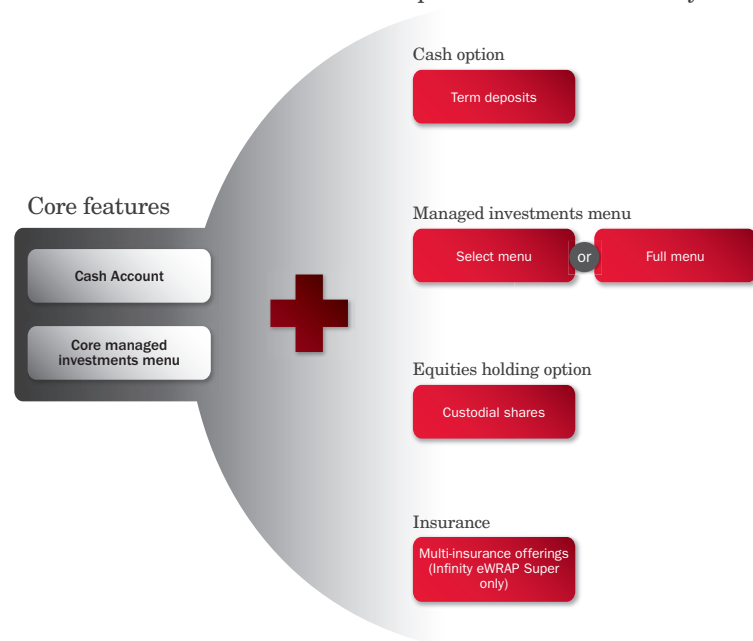 Cash option
Term deposits
Core features
Cash Account
Core managed
investments menu
Managed investments menu
Select menu
or
Full menu
Equities holding option
Custodial shares
Insurance
Multi-insurance offerings
(Infinity eWRAP Super
only)